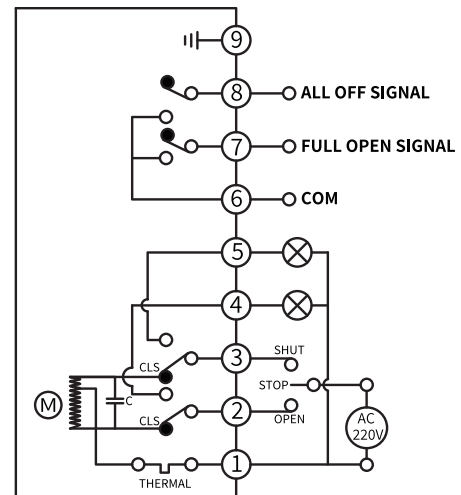 9
8 ALL OFF SIGNAL
7 FULL OPEN SIGNAL
6 COM
5
4
3 SHUT
CLS
STOP
M C
CLS 2 OPEN
AC
220V
1
THERMAL